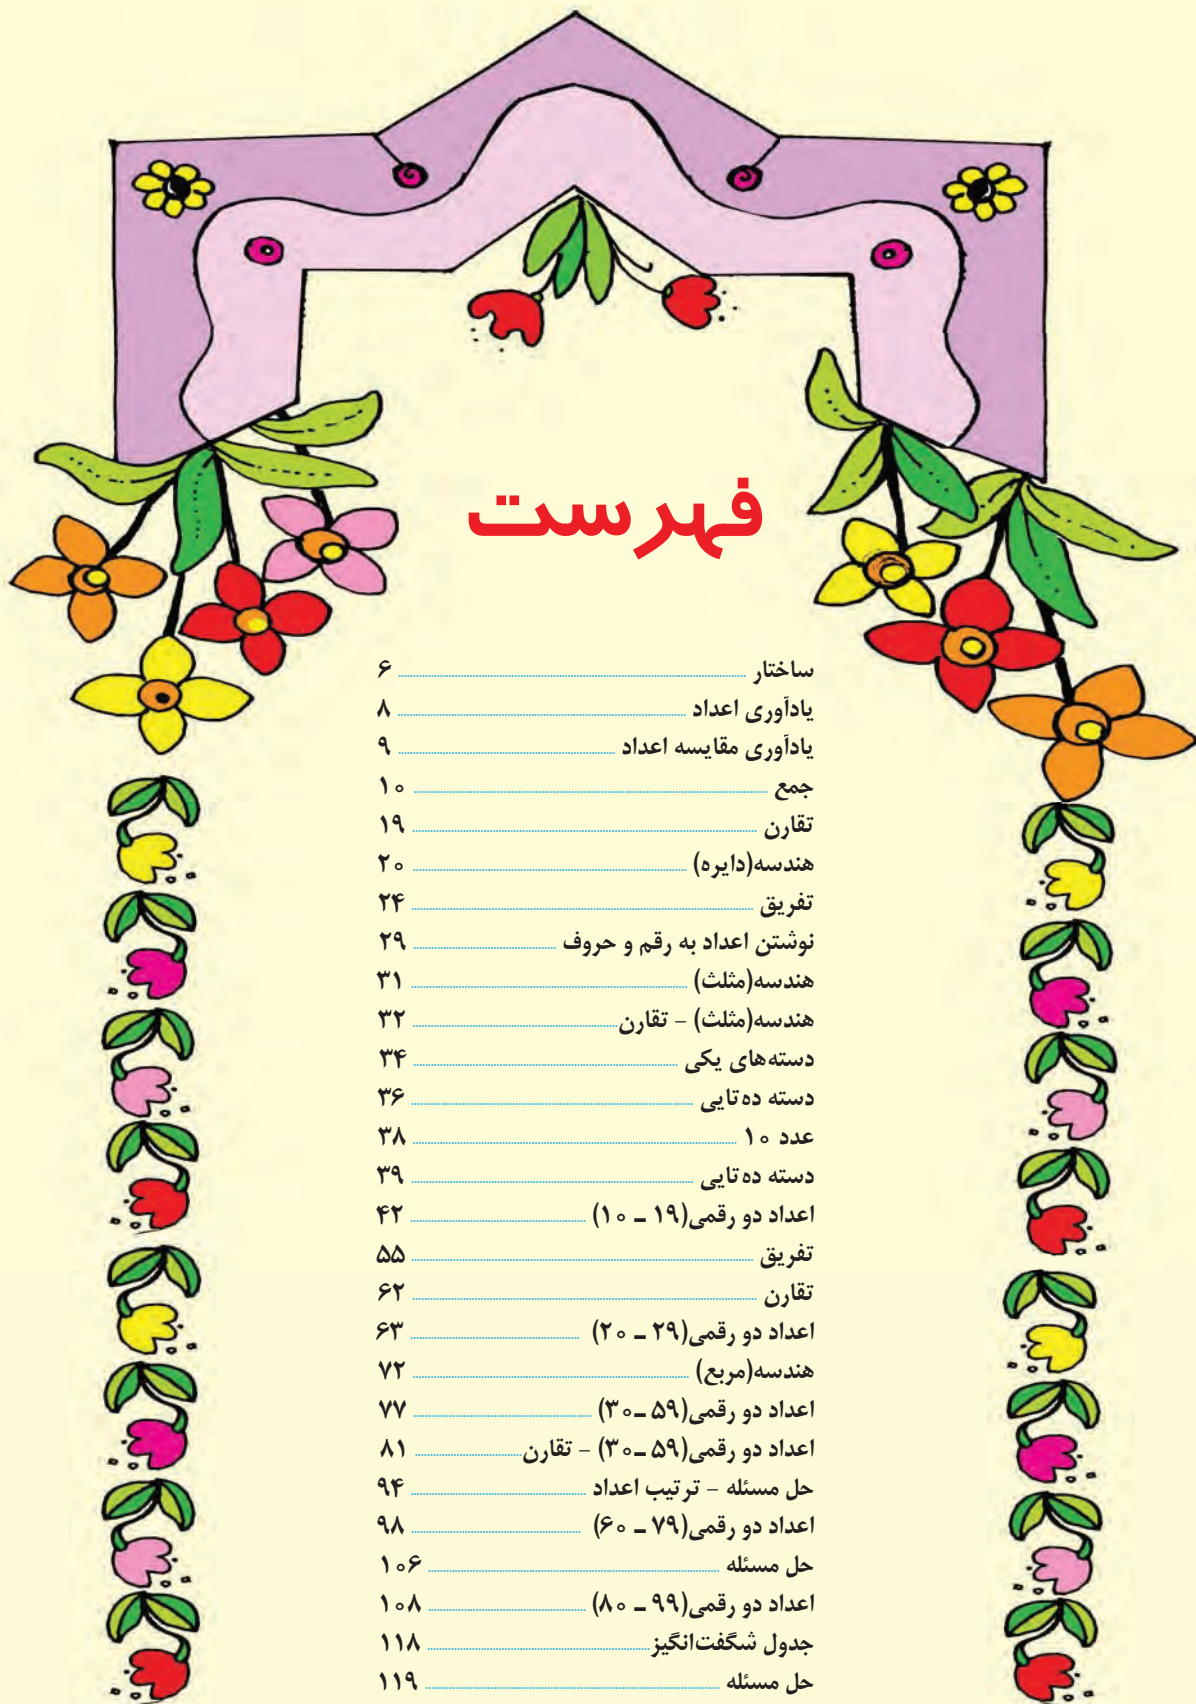 فهرست
ساختار ۶
یادآوری اعداد ۸
یادآوری مقایسه اعداد ۹
جمع ۱۰
تقارن ۱۹
هندسه(دایره) ۲۰
تفریق ۲۴
نوشتن اعداد به رقم و حروف ۲۹
هندسه(مثلث) ۳۱
هندسه(مثلث) - تقارن ۳۲
دسته‌های یکی ۳۴
دسته ده‌تایی ۳۶
عدد ۱۰ ۳۸
دسته ده‌تایی ۳۹
اعداد دو رقمی(۱۹ ـ ۱۰) ۴۲
تفریق ۵۵
تقارن ۶۲
اعداد دو رقمی(۲۹ ـ ۲۰) ۶۳
هندسه(مربع) ۷۲
اعداد دو رقمی(۵۹ ـ۳۰) ۷۷
اعداد دو رقمی(۵۹ ـ۳۰) - تقارن ۸۱
حل مسئله - ترتیب اعداد ۹۴
اعداد دو رقمی(۷۹ ـ ۶۰) ۹۸
حل مسئله ۱۰۶
اعداد دو رقمی(۹۹ ـ ۸۰) ۱۰۸
جدول شگفت‌انگیز ۱۱۸
حل مسئله ۱۱۹